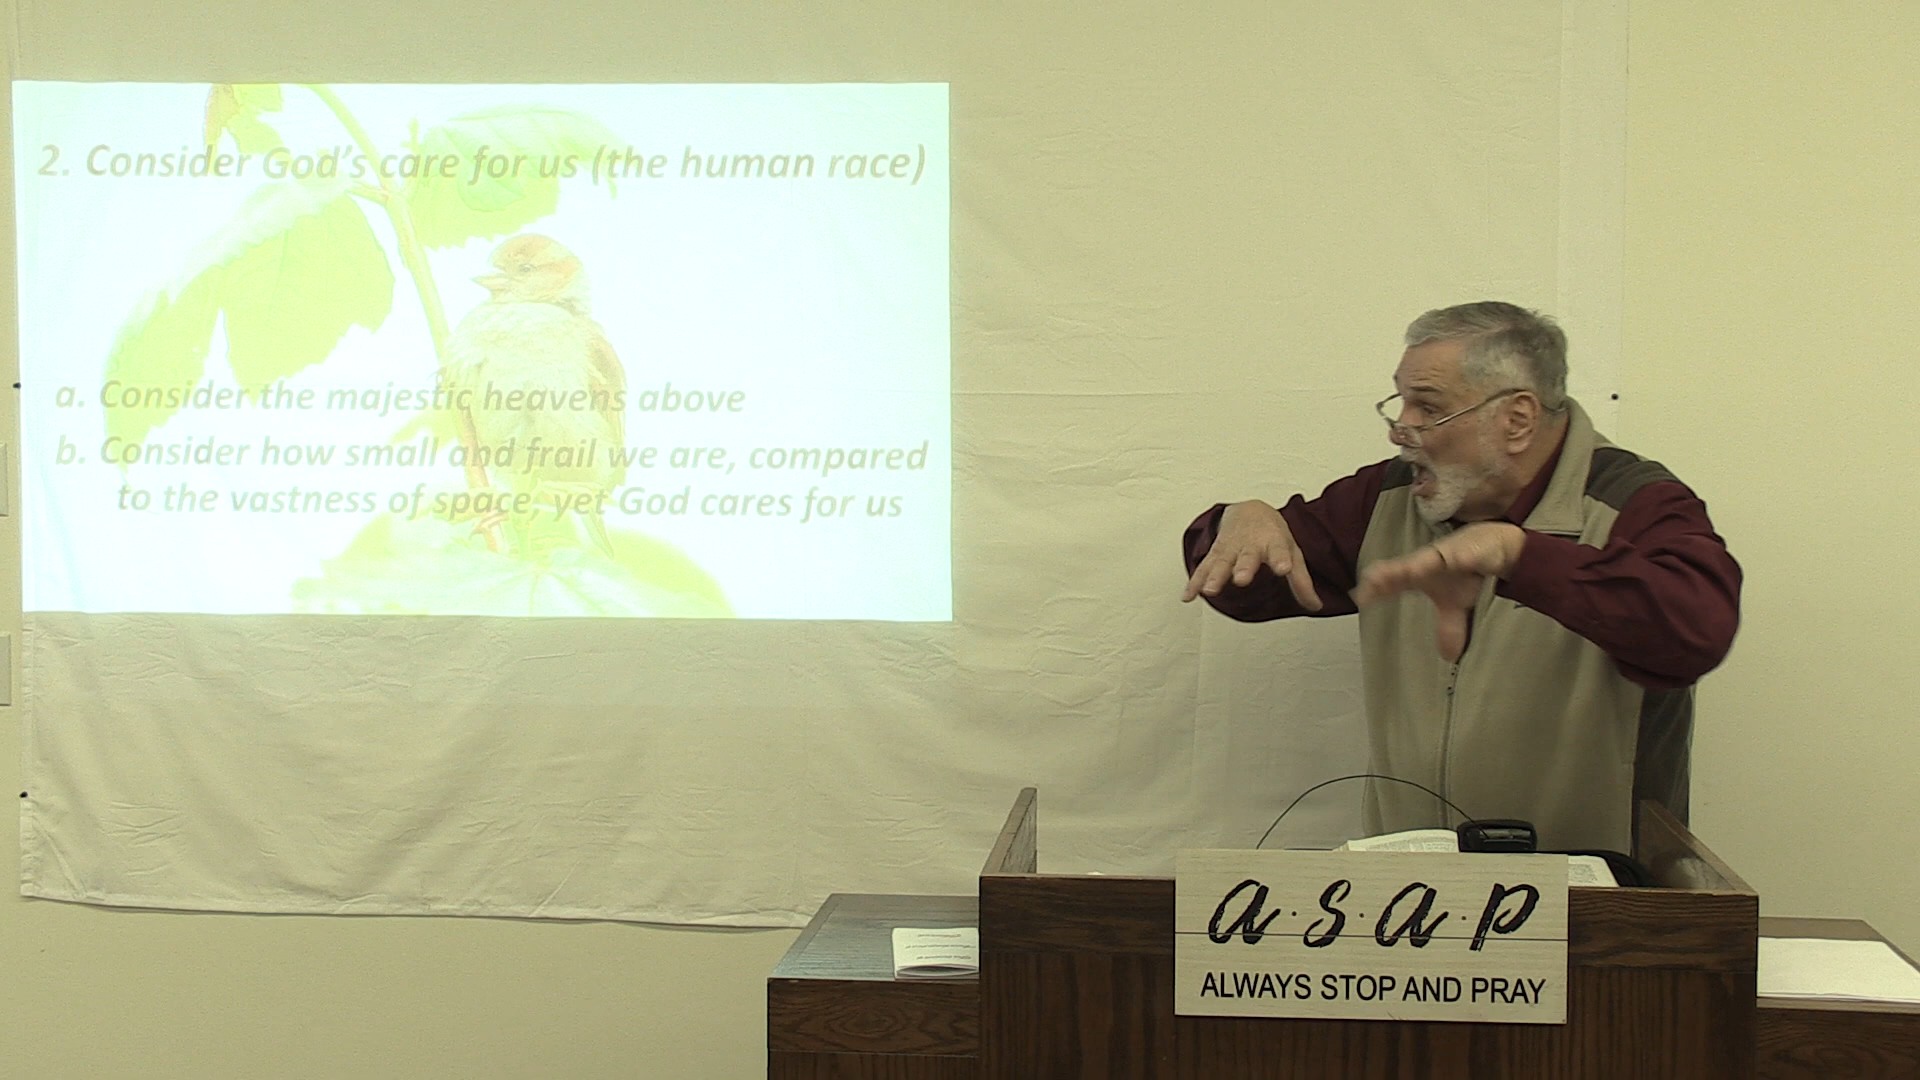 2. Consider God's care for us (the human race)
a. Consider the majestic heavens above
b. Consider how small and frail we are, compared
to the vastness of space, yet God cares for us
a.s.a.p
ALWAYS STOP AND PRAY